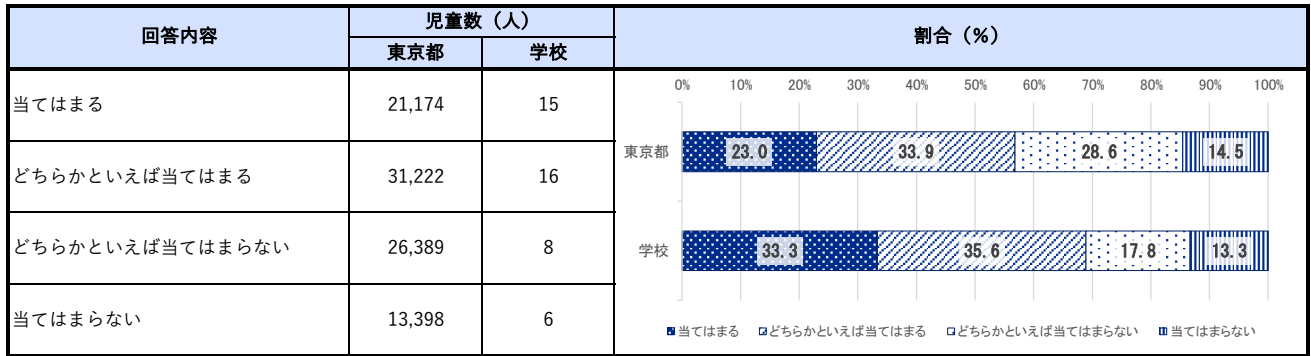 回答内容
児童数（人）
割合（%）
東京都
学校
当てはまる
21,174
15
どちらかといえば当てはまる
31,222
16
どちらかといえば当てはまらない
26,389
8
当てはまらない
13,398
6
0% 10% 20% 30% 40% 50% 60% 70% 80% 90% 100%
東京都
23.0
33.9
28.6
14.5
学校
33.3
35.6
17.8
13.3
当てはまる どちらかといえば当てはまる どちらかといえば当てはまらない 当てはまらない